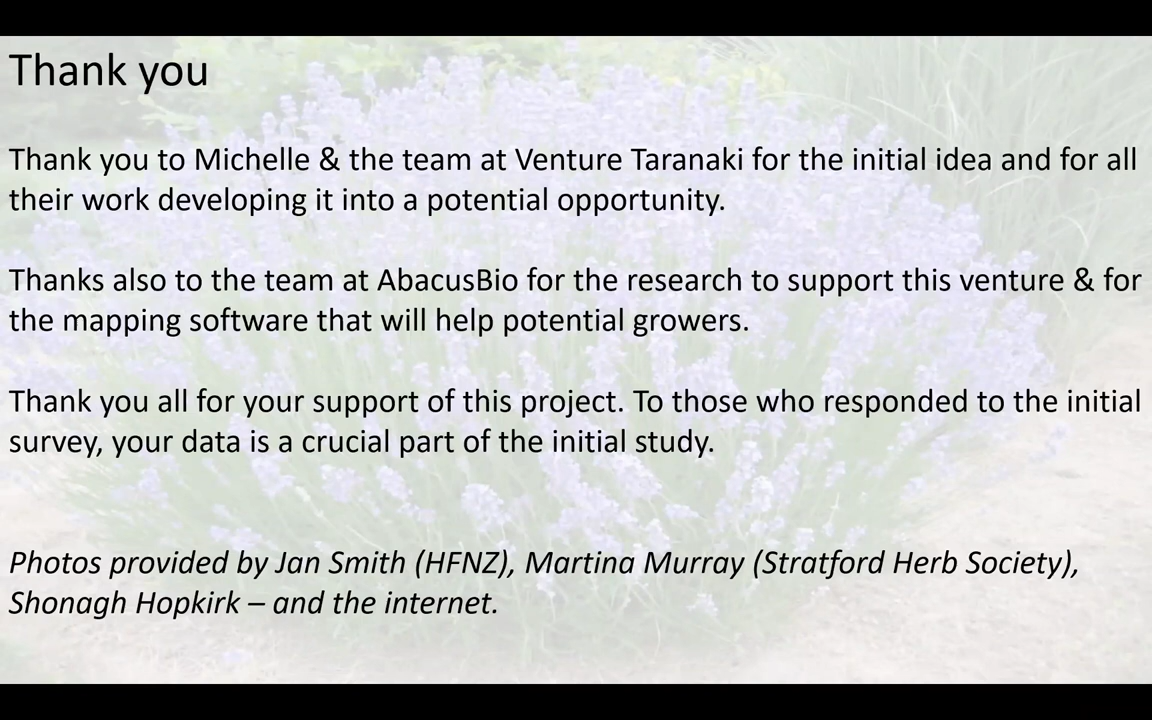 Thank you
Thank you to Michelle & the team at Venture Taranaki for the initial idea and for all
their work developing it into a potential opportunity.
Thanks also to the team at AbacusBio for the research to support this venture & for
the mapping software that will help potential growers.
Thank you all for your support of this project. To those who responded to the initial
survey, your data is a crucial part of the initial study.
Photos provided by Jan Smith (HFNZ), Martina Murray (Stratford Herb Society),
Shonagh Hopkirk – and the internet.